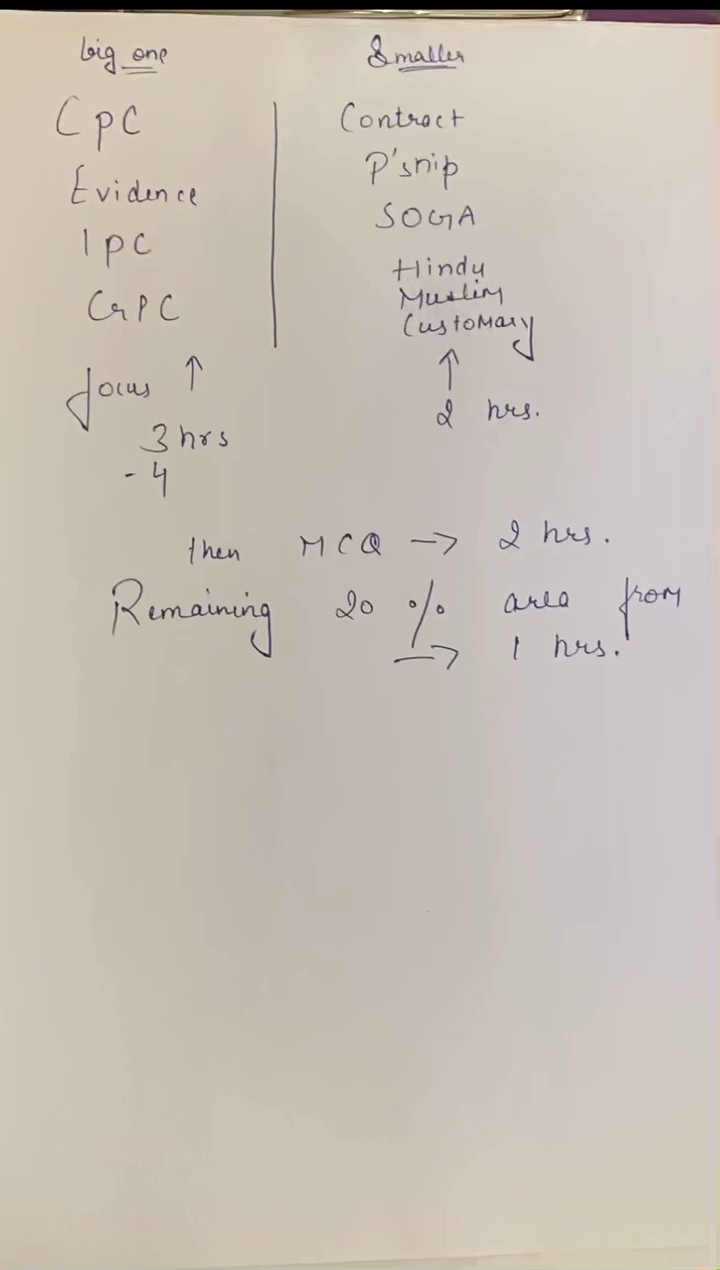 big one
CPC
Evidence
IPC
CrPC
focus
3 hrs
- 4
Smaller
Contract
P'ship
SOGA
Hindu
Muslim
Customary
2 hrs.
then MCQ → 2 hrs.
Remaining 20 % area from
→ 1 hrs.